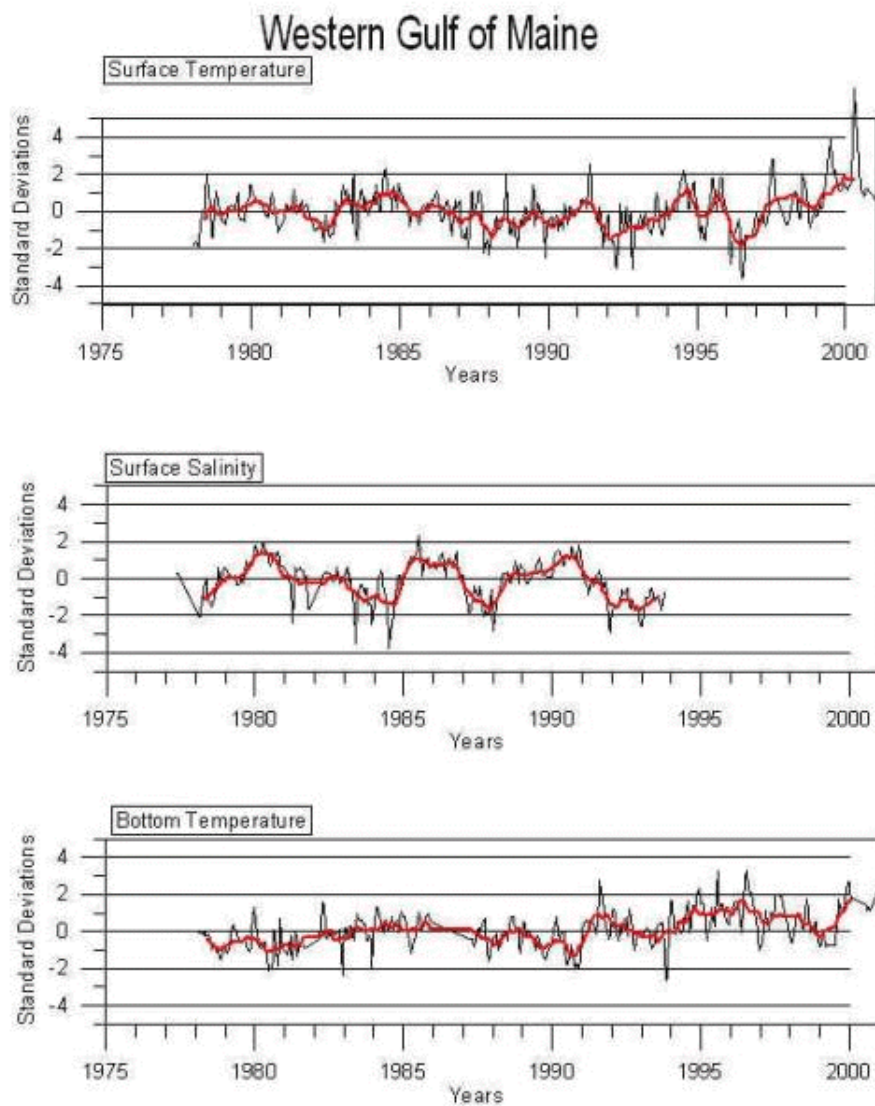 Western Gulf of Maine
Surface Temperature
Standard Deviations
4
2
0
-2
-4
1975 1980 1985 1990 1995 2000
Years
Surface Salinity
Standard Deviations
4
2
0
-2
-4
1975 1980 1985 1990 1995 2000
Years
Bottom Temperature
Standard Deviations
4
2
0
-2
-4
1975 1980 1985 1990 1995 2000
Years